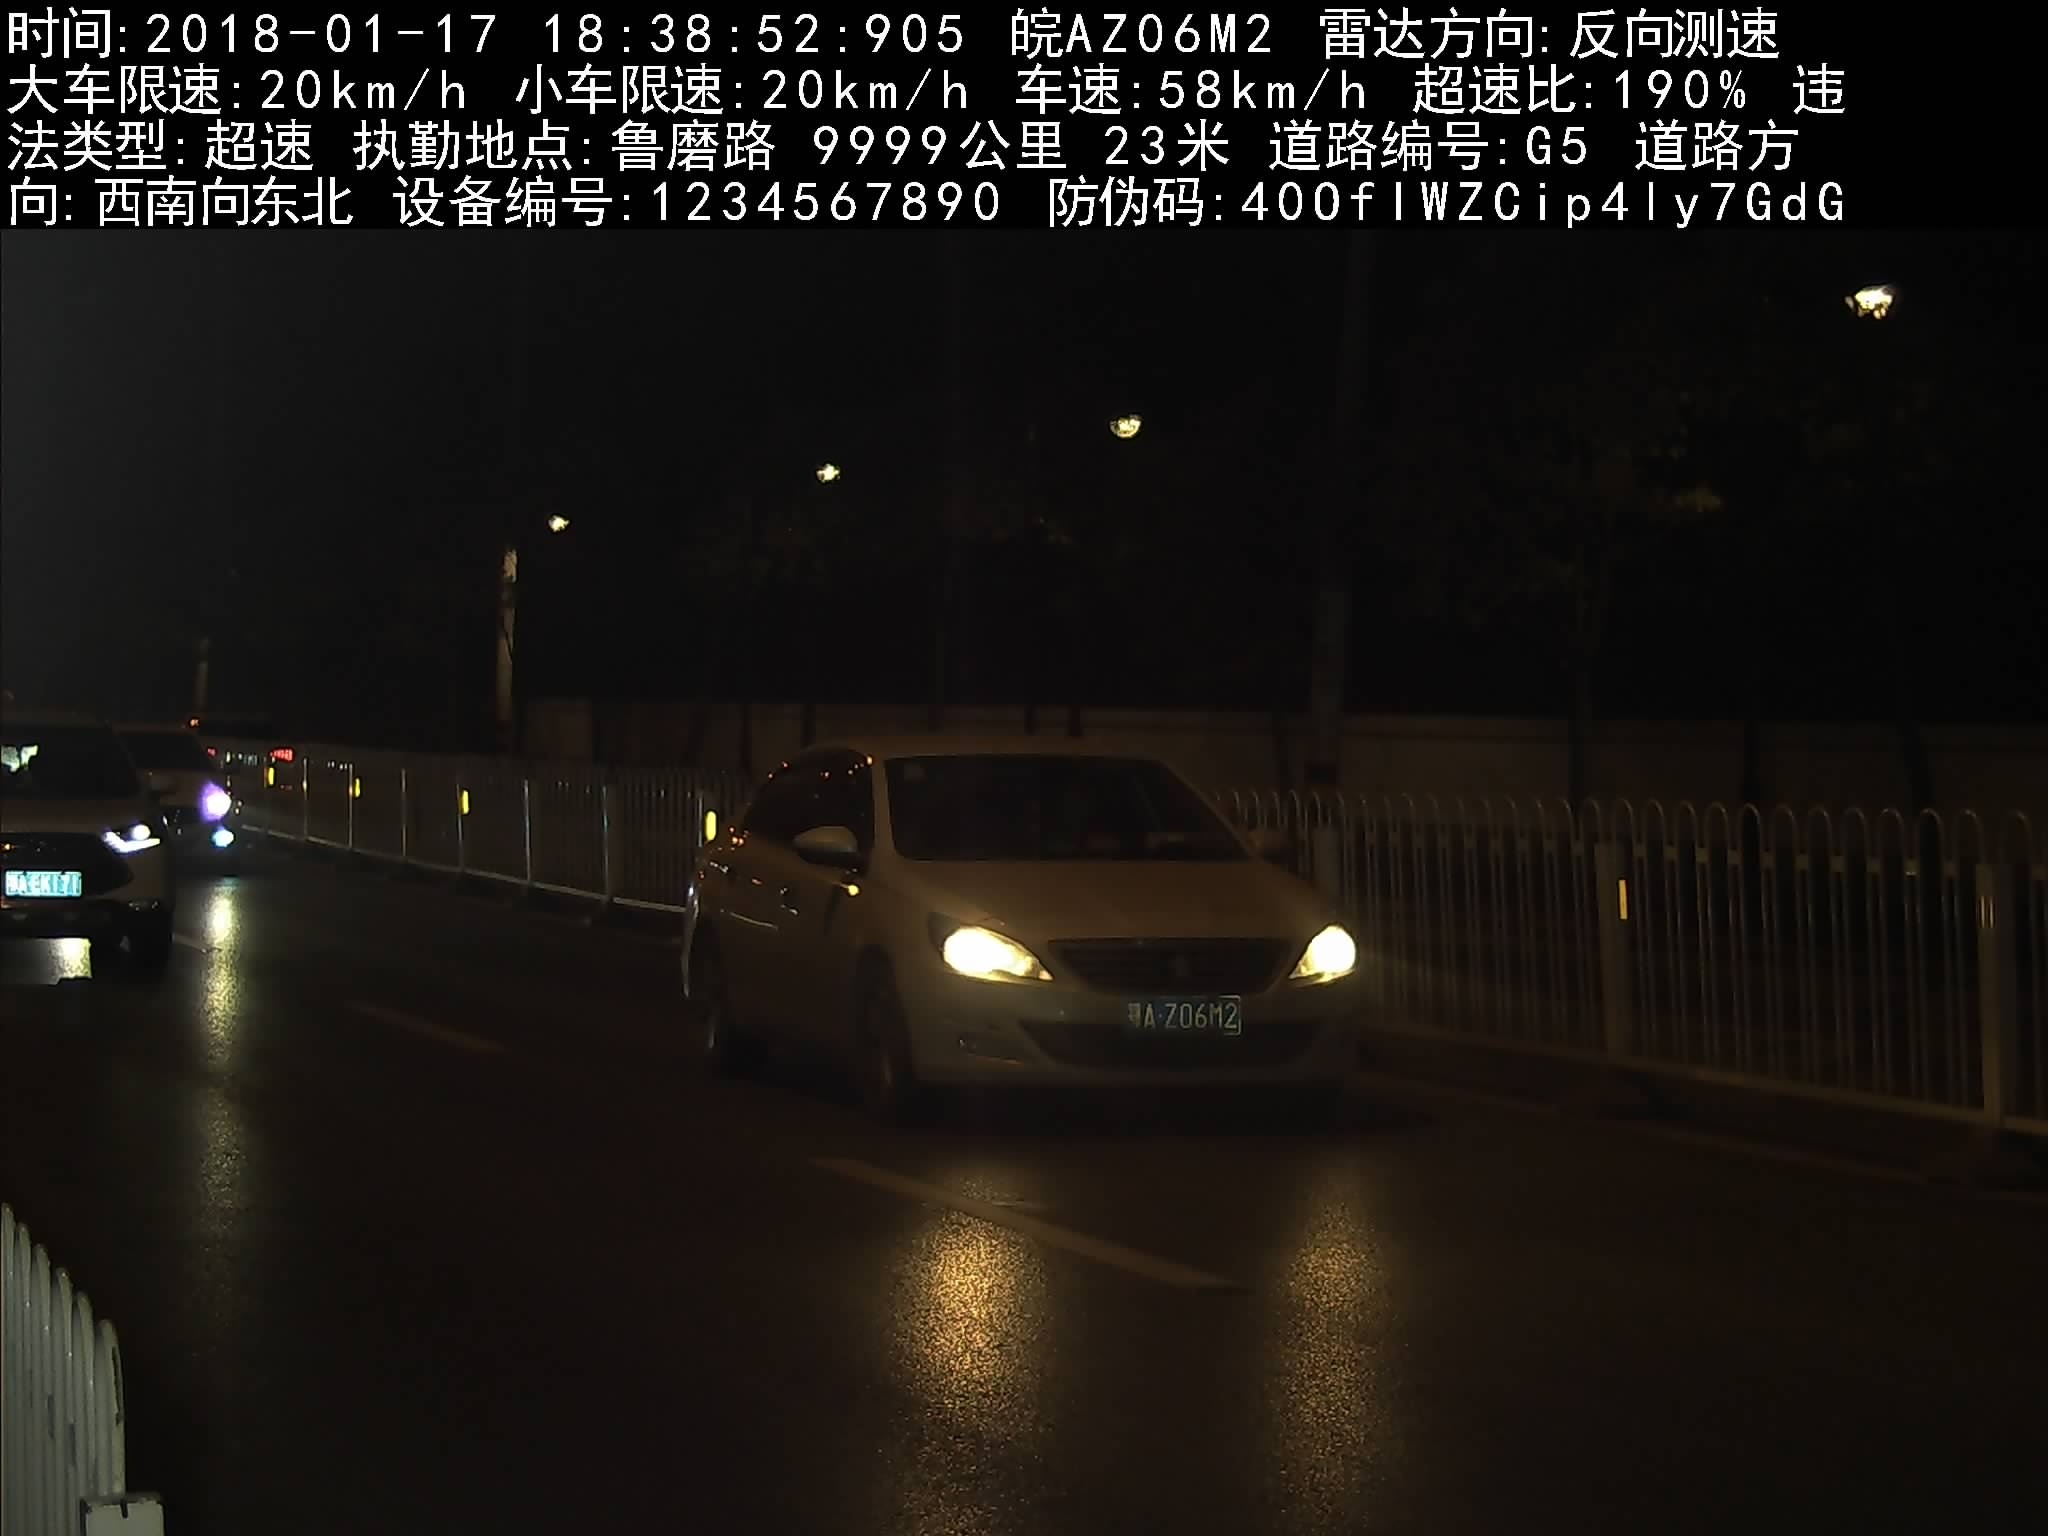 时间:2018-01-17 18:38:52:905 皖AZ06M2 雷达方向:反向测速
大车限速:20km/h 小车限速:20km/h 车速:58km/h 超速比:190% 违
法类型:超速 执勤地点:鲁磨路 9999公里 23米 道路编号:G5 道路方
向:西南向东北 设备编号:1234567890 防伪码:400flWZCip4ly7GdG
鄂A·Z06M2